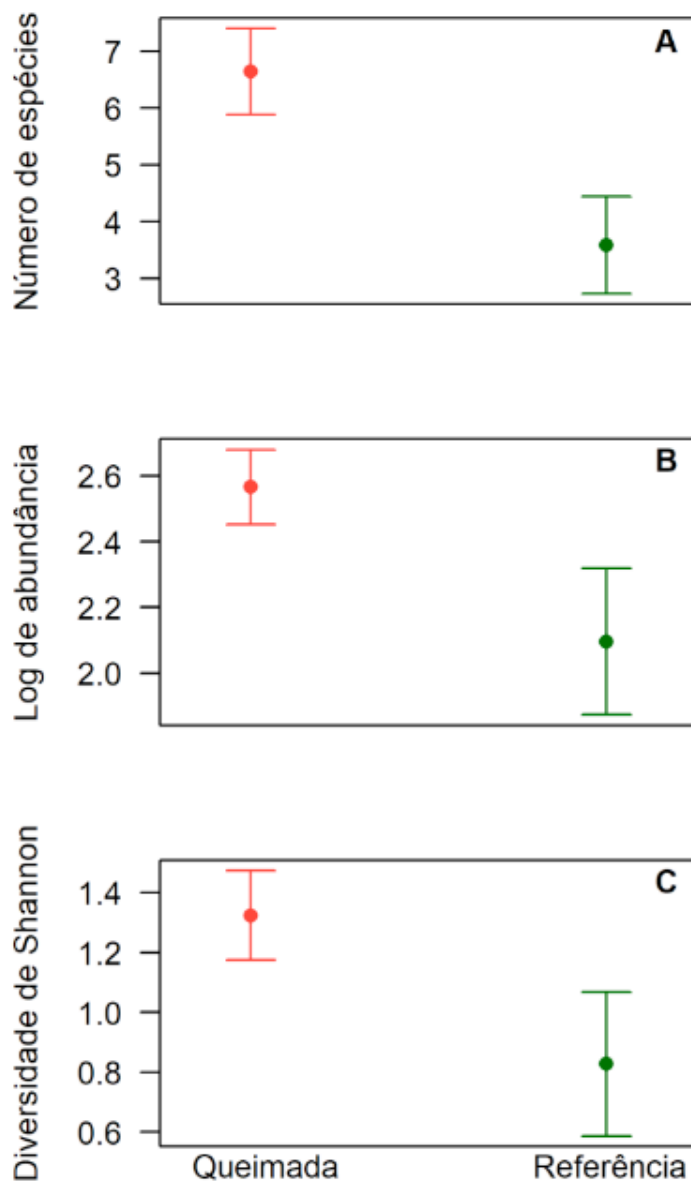 Número de espécies
7
6
5
4
3
A
Log de abundância
2.6
2.4
2.2
2.0
B
Diversidade de Shannon
1.4
1.2
1.0
0.8
0.6
C
Queimada
Referência